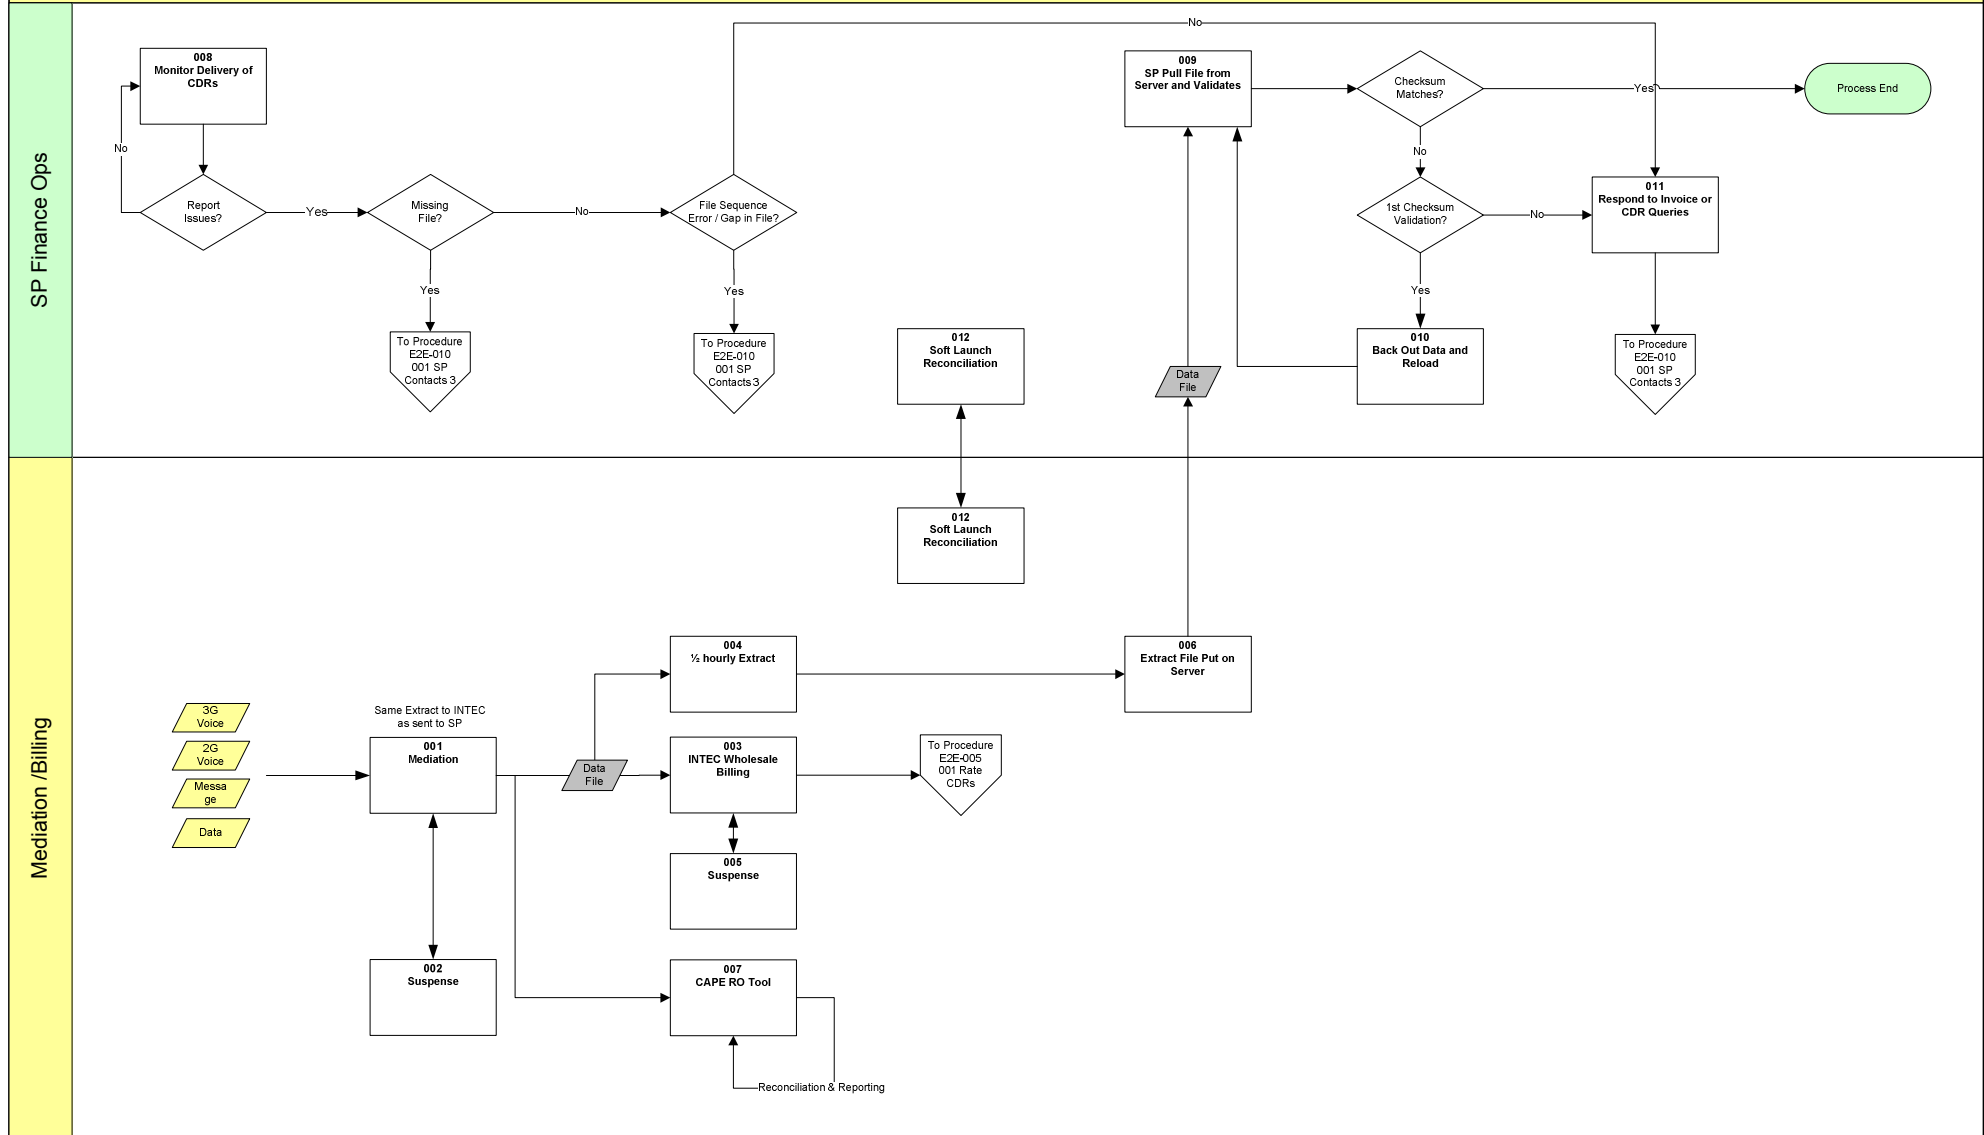 SP Finance Ops
008
Monitor Delivery of
CDRs
No
Report
Issues?
Yes
Missing
File?
No
File Sequence
Error / Gap in File?
No
Yes
To Procedure
E2E-010
001 SP
Contacts 3
Yes
To Procedure
E2E-010
001 SP
Contacts 3
012
Soft Launch
Reconciliation
009
SP Pull File from
Server and Validates
Checksum
Matches?
Yes
Process End
No
1st Checksum
Validation?
No
011
Respond to Invoice or
CDR Queries
Yes
010
Back Out Data and
Reload
Data
File
To Procedure
E2E-010
001 SP
Contacts 3
Mediation /Billing
012
Soft Launch
Reconciliation
004
½ hourly Extract
006
Extract File Put on
Server
3G
Voice
2G
Voice
Messa
ge
Data
Same Extract to INTEC
as sent to SP
001
Mediation
Data
File
003
INTEC Wholesale
Billing
To Procedure
E2E-005
001 Rate
CDRs
005
Suspense
002
Suspense
007
CAPE RO Tool
Reconciliation & Reporting